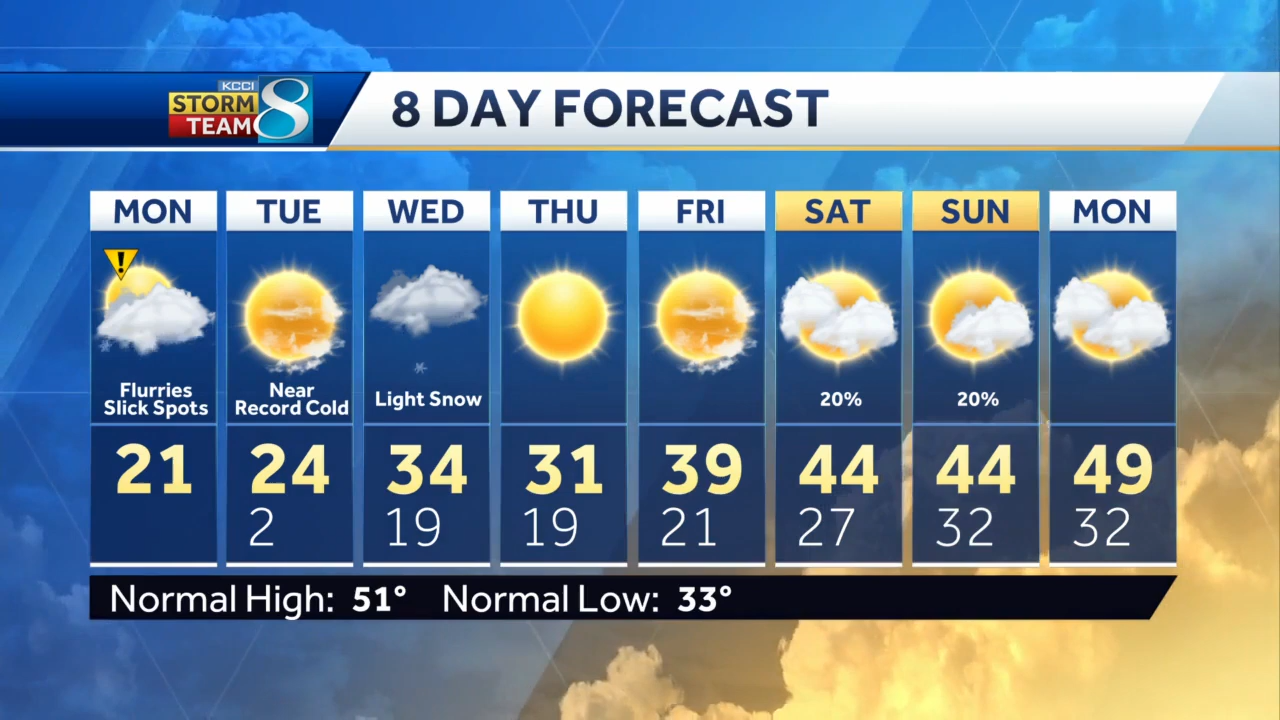 KCCI
STORM
TEAM 8
8 DAY FORECAST
MON TUE WED THU FRI SAT SUN MON
!
Flurries
Slick Spots
Near
Record Cold
Light Snow
20% 20%
21 24 34 31 39 44 44 49
2 19 19 21 27 32 32
Normal High: 51° Normal Low: 33°